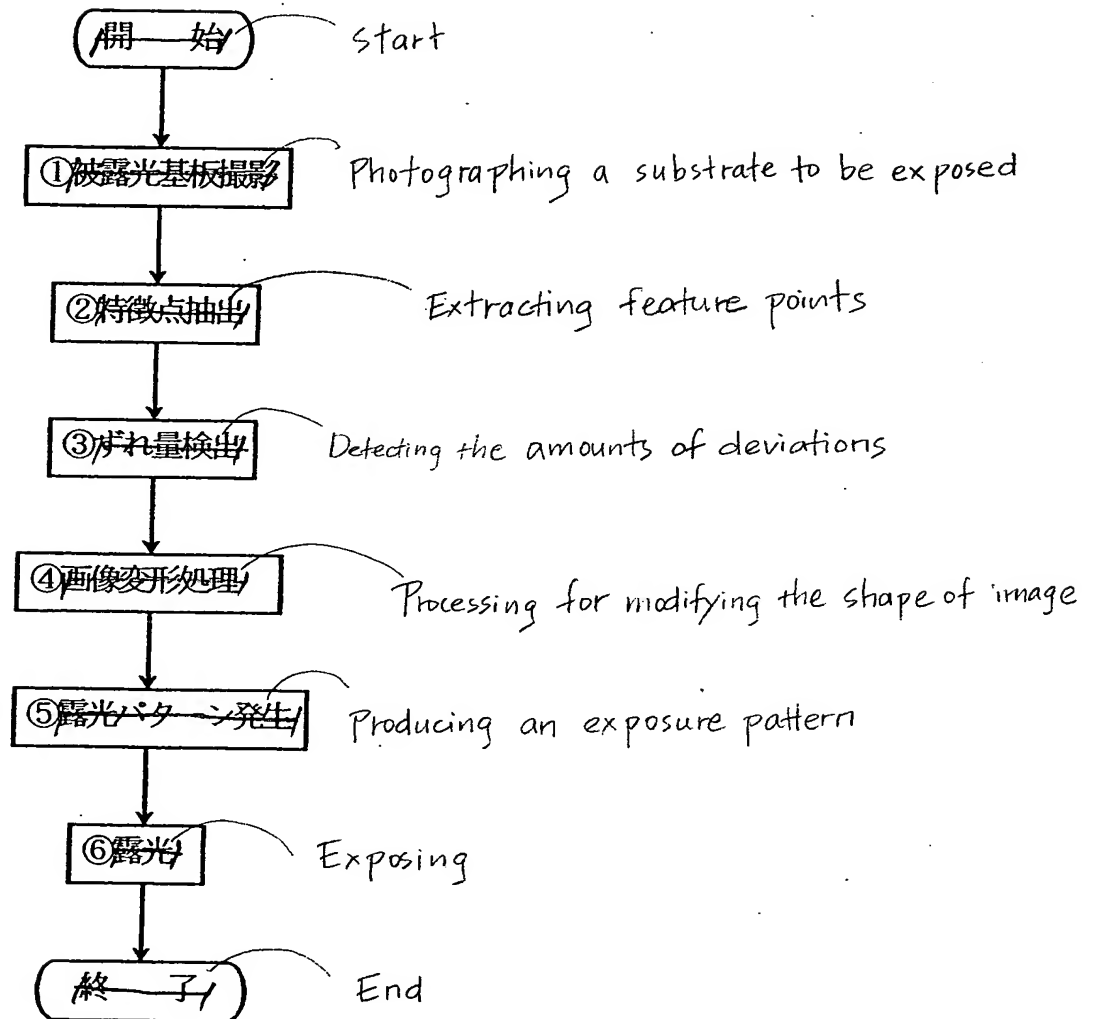 開 始 Start
①被露光基板撮影 Photographing a substrate to be exposed
②特徴点抽出 Extracting feature points
③ずれ量検出 Detecting the amounts of deviations
④画像変形処理 Processing for modifying the shape of image
⑤露光パターン発生 Producing an exposure pattern
⑥露光 Exposing
終 了 End